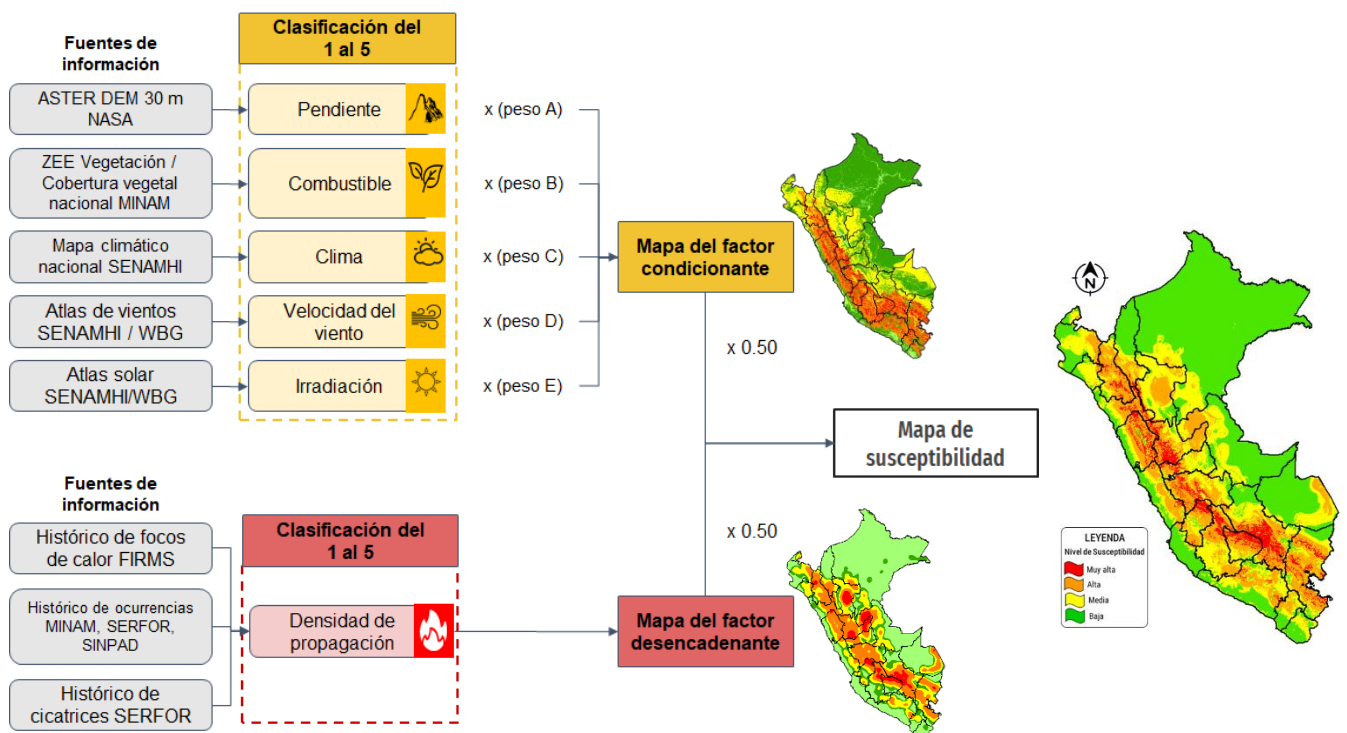 Fuentes de
información
Clasificación del
1 al 5
ASTER DEM 30 m
NASA
Pendiente
x (peso A)
ZEE Vegetación /
Cobertura vegetal
nacional MINAM
Combustible
x (peso B)
Mapa climático
nacional SENAMHI
Clima
x (peso C)
Atlas de vientos
SENAMHI / WBG
Velocidad del
viento
x (peso D)
Atlas solar
SENAMHI/WBG
Irradiación
x (peso E)
Mapa del factor
condicionante
x 0.50
N
Mapa de
susceptibilidad
Fuentes de
información
Histórico de focos
de calor FIRMS
Histórico de ocurrencias
MINAM, SERFOR,
SINPAD
Histórico de
cicatrices SERFOR
Clasificación del
1 al 5
Densidad de
propagación
x 0.50
Mapa del factor
desencadenante
LEYENDA
Nivel de Susceptibilidad
Muy alta
Alta
Media
Baja